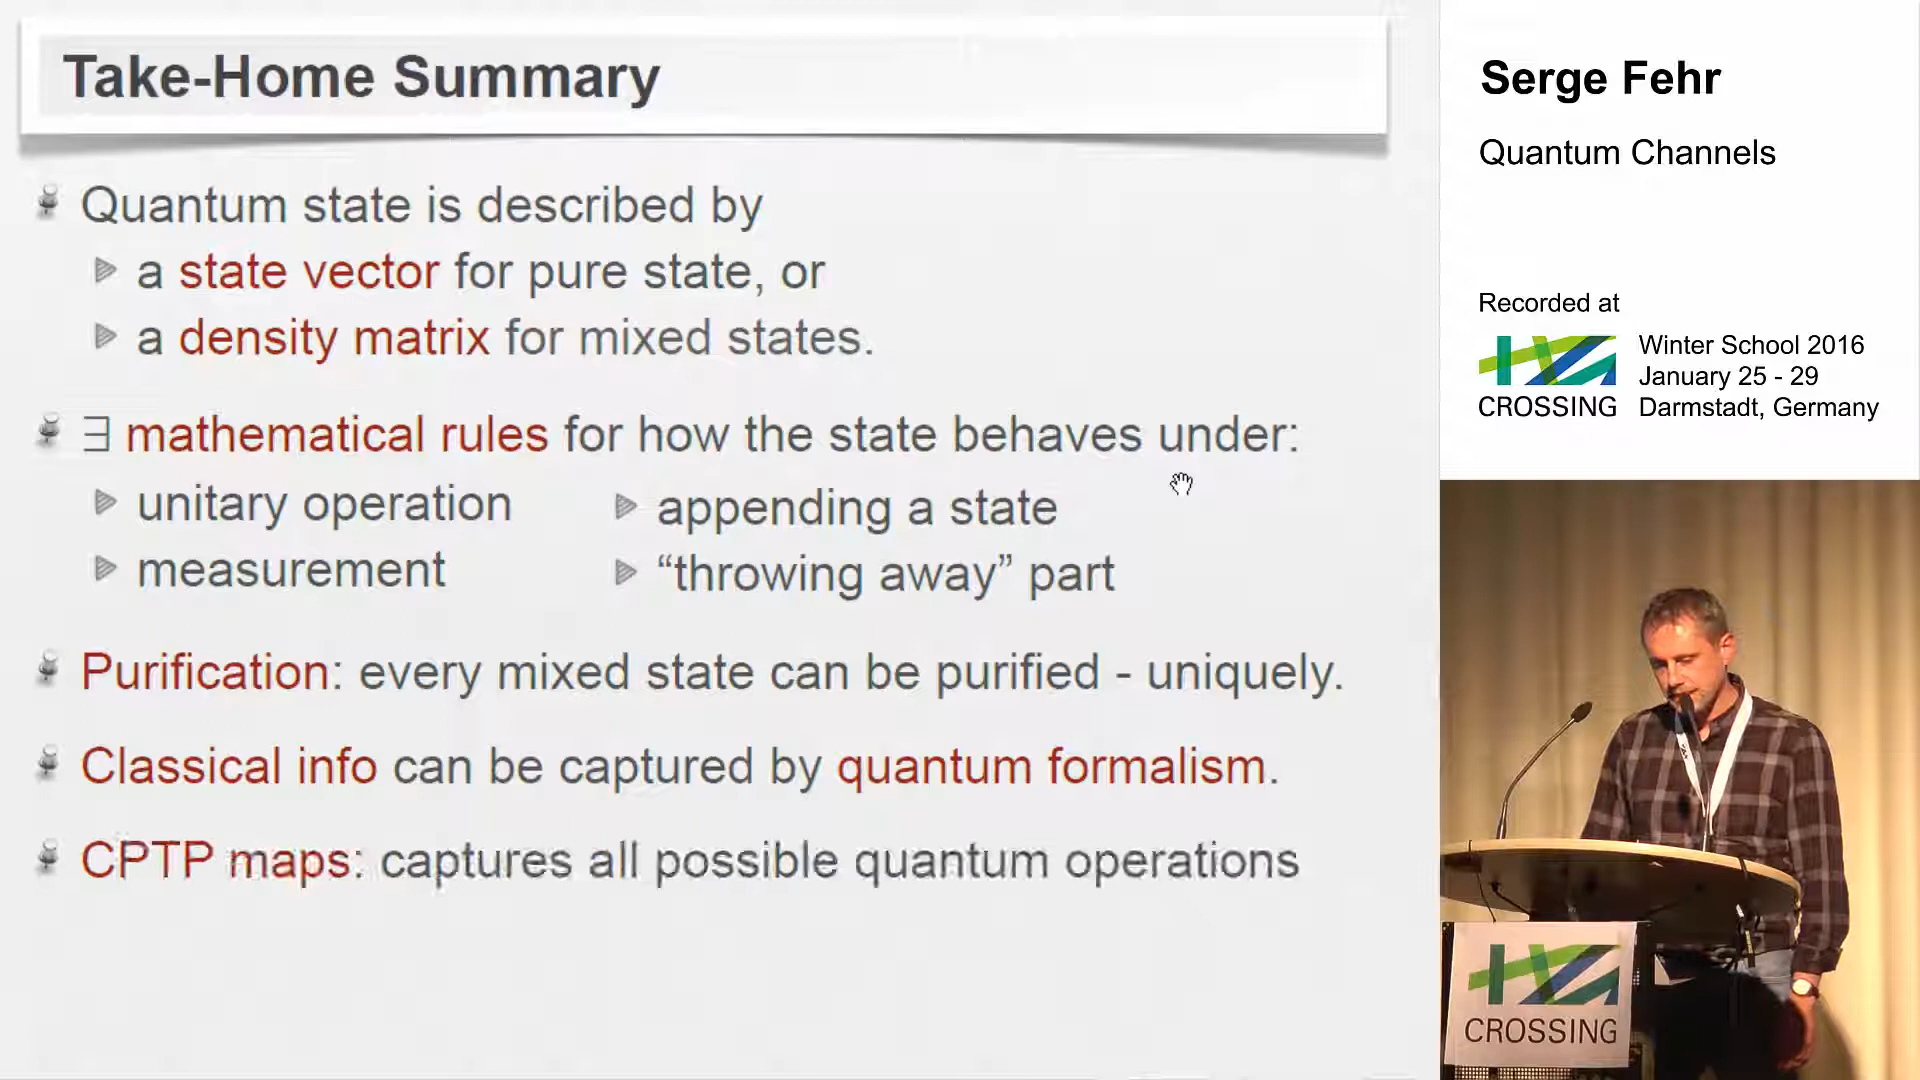 Take-Home Summary
Quantum state is described by
a state vector for pure state, or
a density matrix for mixed states.
∃ mathematical rules for how the state behaves under:
unitary operation
measurement
appending a state
“throwing away” part
Purification: every mixed state can be purified - uniquely.
Classical info can be captured by quantum formalism.
CPTP maps: captures all possible quantum operations
Serge Fehr
Quantum Channels
Recorded at
CROSSING
Winter School 2016
January 25 - 29
Darmstadt, Germany
CROSSING